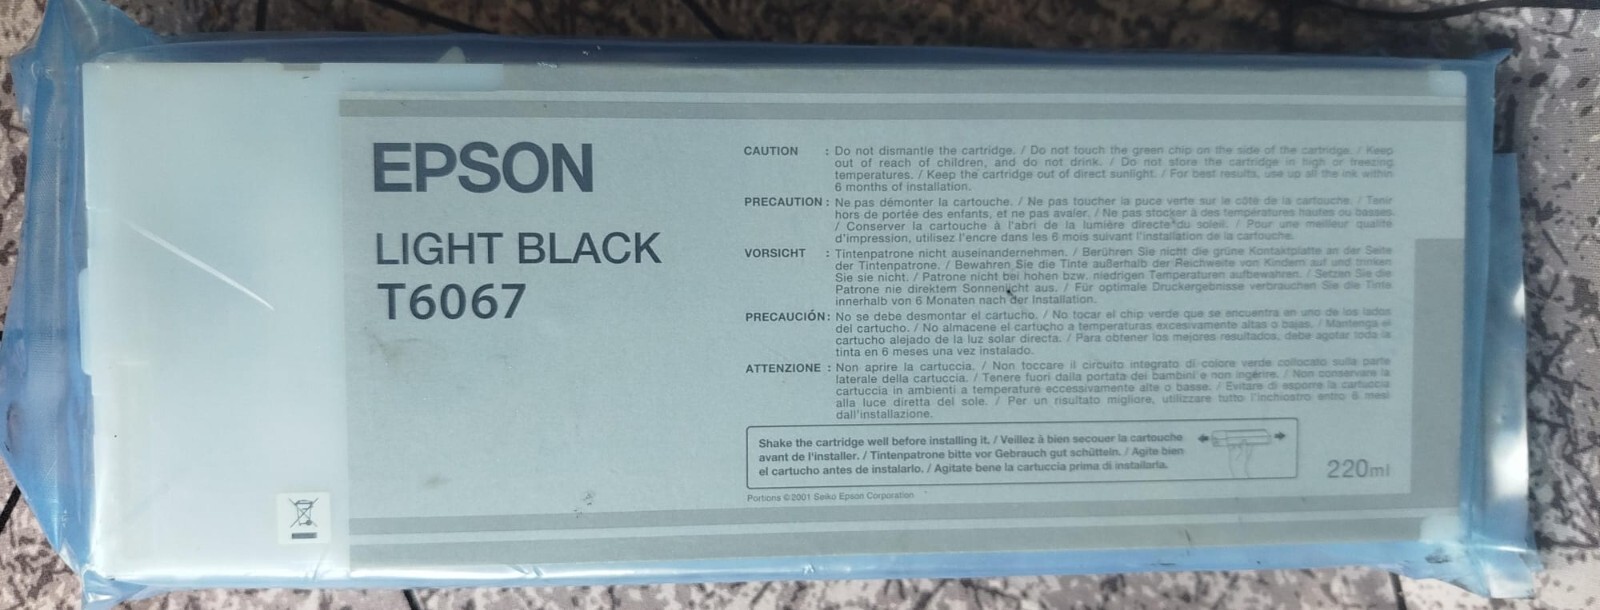 EPSON
LIGHT BLACK
T6067
CAUTION : Do not dismantle the cartridge. / Do not touch the green chip on the side of the cartridge. / Keep
out of reach of children, and do not drink. / Do not store the cartridge in high or freezing
temperatures. / Keep the cartridge out of direct sunlight. / For best results, use up all the ink within
6 months of installation.
PRECAUTION : Ne pas démonter la cartouche. / Ne pas toucher la puce verte sur le côté de la cartouche. / Tenir
hors de portée des enfants, et ne pas avaler. / Ne pas stocker à des températures hautes ou basses.
/ Conserver la cartouche à l'abri de la lumière directe du soleil. / Pour une meilleur qualité
d'impression, utilisez l'encre dans les 6 mois suivant l'installation de la cartouche.
VORSICHT : Tintenpatrone nicht auseinandernehmen. / Berühren Sie nicht die grüne Kontaktplatte an der Seite
der Tintenpatrone. / Bewahren Sie die Tinte außerhalb der Reichweite von Kindern auf und trinken
Sie sie nicht. / Patrone nicht bei hohen bzw. niedrigen Temperaturen aufbewahren. / Setzen Sie die
Patrone nie direktem Sonnenlicht aus. / Für optimale Druckergebnisse verbrauchen Sie die Tinte
innerhalb von 6 Monaten nach der Installation.
PRECAUCIÓN : No se debe desmontar el cartucho. / No tocar el chip verde que se encuentra en uno de los lados
del cartucho. / No almacene el cartucho a temperaturas excesivamente altas o bajas. / Mantenga el
cartucho alejado de la luz solar directa. / Para obtener los mejores resultados, debe agotar toda la
tinta en 6 meses una vez instalado.
ATTENZIONE : Non aprire la cartuccia. / Non toccare il circuito integrato di colore verde collocato sulla parte
laterale della cartuccia. / Tenere fuori dalla portata dei bambini e non ingerire. / Non conservare la
cartuccia in ambienti a temperature eccessivamente alte o basse. / Evitare di esporre la cartuccia
alla luce diretta del sole. / Per un risultato migliore, utilizzare tutto l'inchiostro entro 6 mesi
dall'installazione.
Shake the cartridge well before installing it. / Veillez à bien secouer la cartouche
avant de l'installer. / Tintenpatrone bitte vor Gebrauch gut schütteln. / Agite bien
el cartucho antes de instalarlo. / Agitate bene la cartuccia prima di installarla.
220ml
Portions ©2001 Seiko Epson Corporation